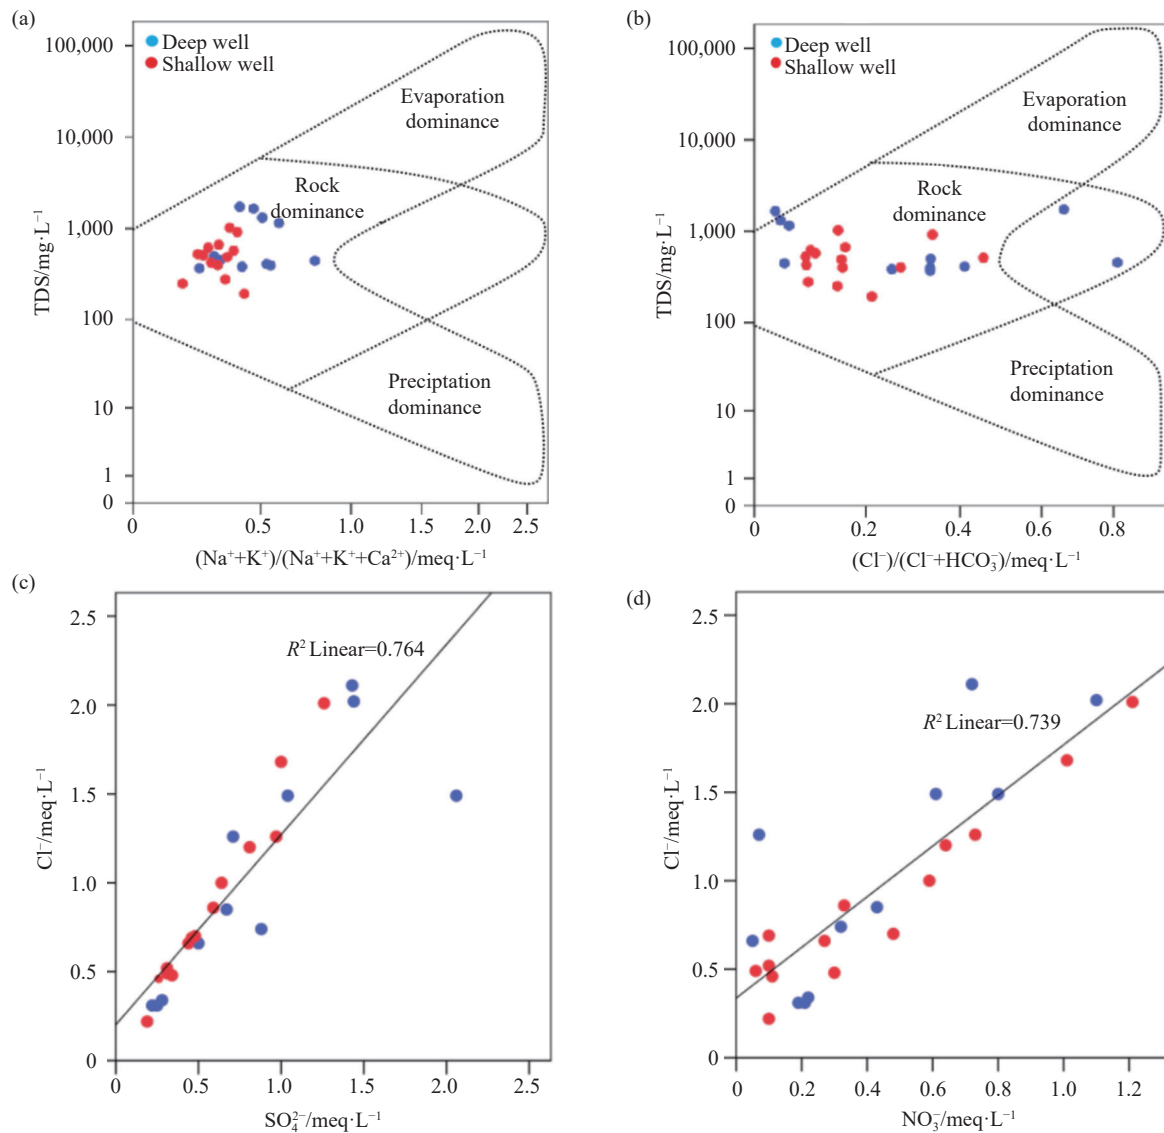 (a)
Deep well
Shallow well
100,000
10,000
1,000
100
10
1
0
TDS/mg·L⁻¹
Evaporation
dominance
Rock
dominance
Preciptation
dominance
0
0.5
1.0
1.5
2.0
2.5
(Na⁺+K⁺)/(Na⁺+K⁺+Ca²⁺)/meq·L⁻¹
(b)
Deep well
Shallow well
100,000
10,000
1,000
100
10
1
0
TDS/mg·L⁻¹
Evaporation
dominance
Rock
dominance
Preciptation
dominance
0
0.2
0.4
0.6
0.8
(Cl⁻)/(Cl⁻+HCO₃⁻)/meq·L⁻¹
(c)
2.5
2.0
1.5
1.0
0.5
0
Cl⁻/meq·L⁻¹
R² Linear=0.764
0
0.5
1.0
1.5
2.0
2.5
SO₄²⁻/meq·L⁻¹
(d)
2.5
2.0
1.5
1.0
0.5
0
Cl⁻/meq·L⁻¹
R² Linear=0.739
0
0.2
0.4
0.6
0.8
1.0
1.2
NO₃⁻/meq·L⁻¹